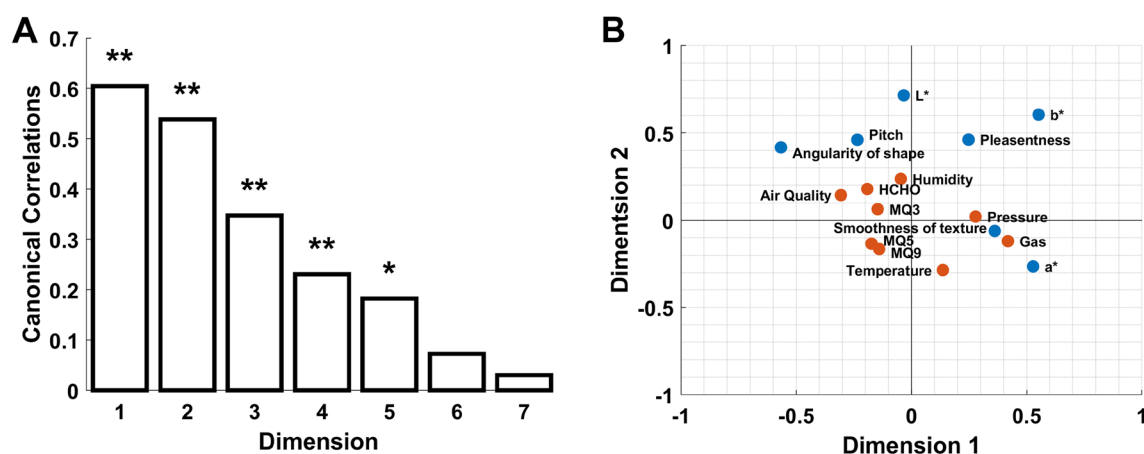 A
0.7
0.6
0.5
0.4
0.3
0.2
0.1
0
Canonical Correlations
**
**
**
**
*
1 2 3 4 5 6 7
Dimension
B
1
0.5
0
-0.5
-1
Dimentsion 2
L*
b*
Pitch
Pleasentness
Angularity of shape
Humidity
HCHO
Air Quality
MQ3
Pressure
Smoothness of texture
MQ5
Gas
MQ9
Temperature
a*
-1 -0.5 0 0.5 1
Dimension 1